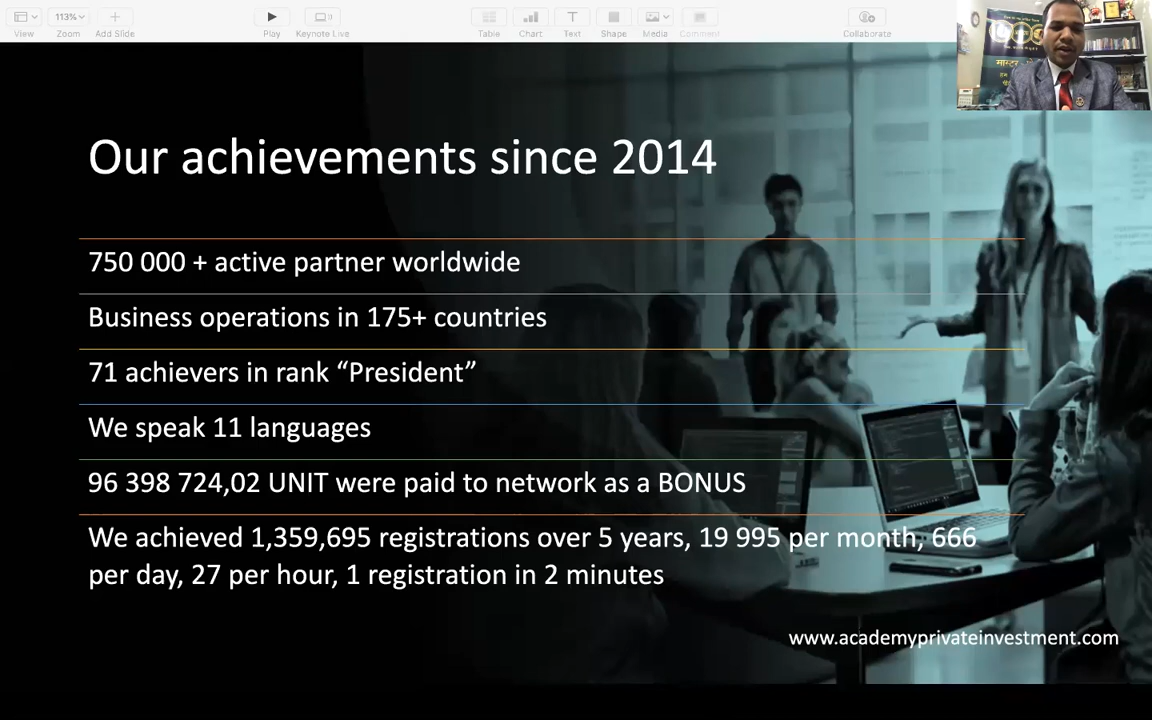 113%
View
Zoom
Add Slide
Play
Keynote Live
Table
Chart
Text
Shape
Media
Comment
Collaborate
Our achievements since 2014
750 000 + active partner worldwide
Business operations in 175+ countries
71 achievers in rank “President”
We speak 11 languages
96 398 724,02 UNIT were paid to network as a BONUS
We achieved 1,359,695 registrations over 5 years, 19 995 per month, 666
per day, 27 per hour, 1 registration in 2 minutes
www.academyprivateinvestment.com